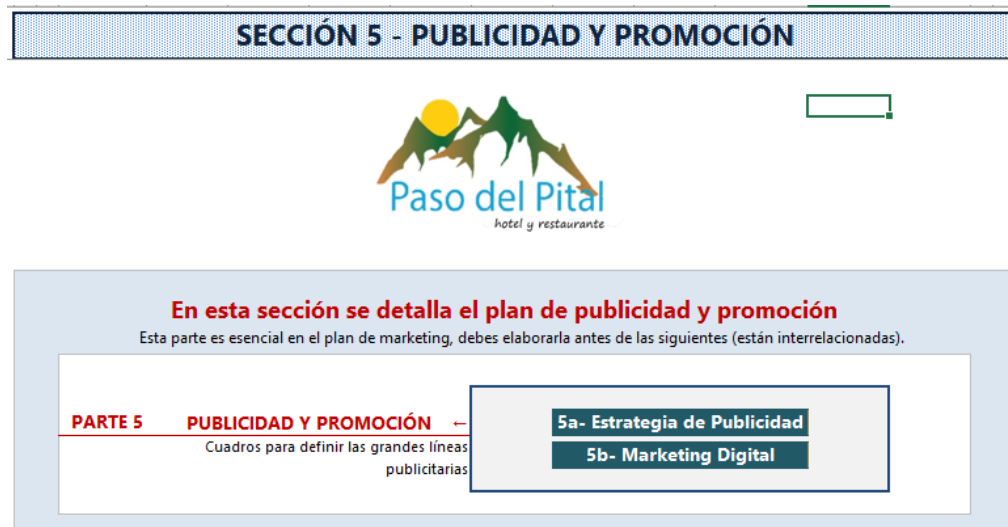 SECCIÓN 5 - PUBLICIDAD Y PROMOCIÓN
Paso del Pital
hotel y restaurante
En esta sección se detalla el plan de publicidad y promoción
Esta parte es esencial en el plan de marketing, debes elaborarla antes de las siguientes (están interrelacionadas).
PARTE 5 PUBLICIDAD Y PROMOCIÓN ←
Cuadros para definir las grandes líneas
publicitarias
5a- Estrategia de Publicidad
5b- Marketing Digital